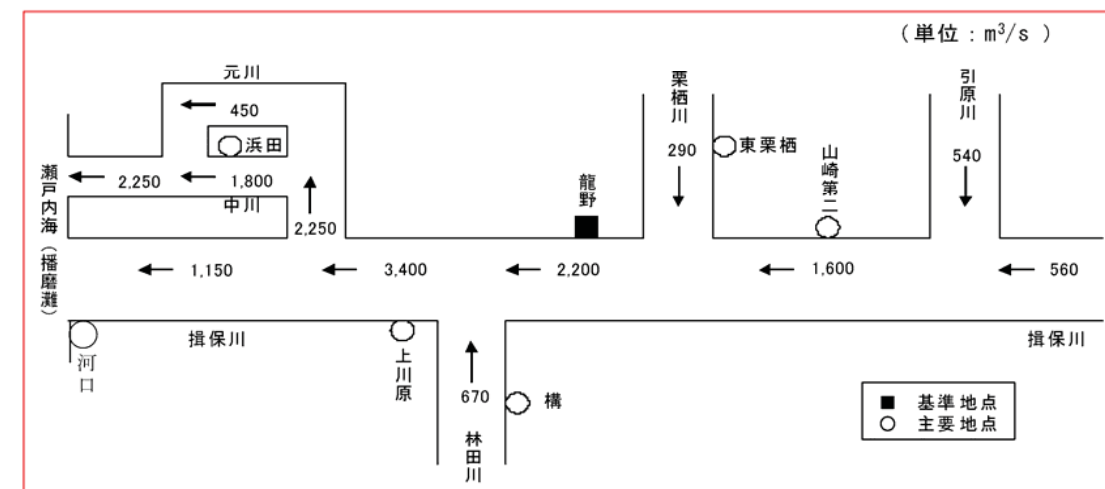 （単位：m³/s ）
元川
450
浜田
2,250
1,800
中川
2,250
瀬戸内海（播磨灘）
栗栖川
290
東栗栖
山崎第二
引原川
540
龍野
1,150
3,400
2,200
1,600
560
河口
揖保川
上川原
670
構
林田川
揖保川
■ 基準地点
○ 主要地点